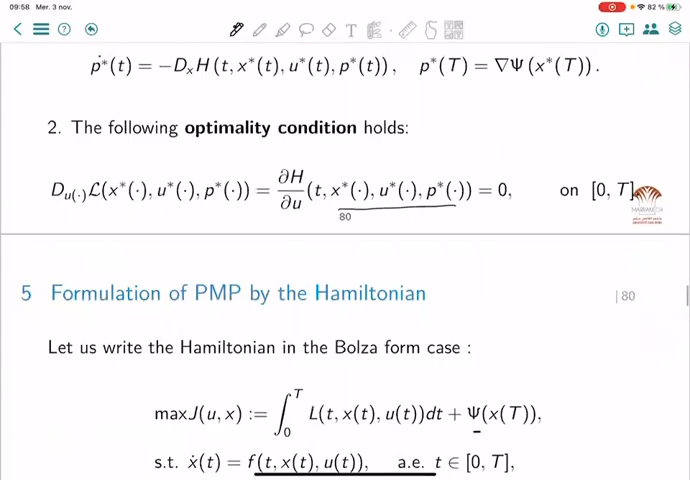 09:58 Mer. 3 nov.
82 %
ṗ*(t) = −DₓH(t, x*(t), u*(t), p*(t)), p*(T) = ∇Ψ(x*(T)).
2. The following optimality condition holds:
D_{u(·)}ℒ(x*(·), u*(·), p*(·)) = ∂H/∂u (t, x*(·), u*(·), p*(·)) = 0, on [0, T]
80
5 Formulation of PMP by the Hamiltonian
| 80
Let us write the Hamiltonian in the Bolza form case :
max J(u, x) := ∫₀ᵀ L(t, x(t), u(t))dt + Ψ(x(T)),
s.t. ẋ(t) = f(t, x(t), u(t)), a.e. t ∈ [0, T],